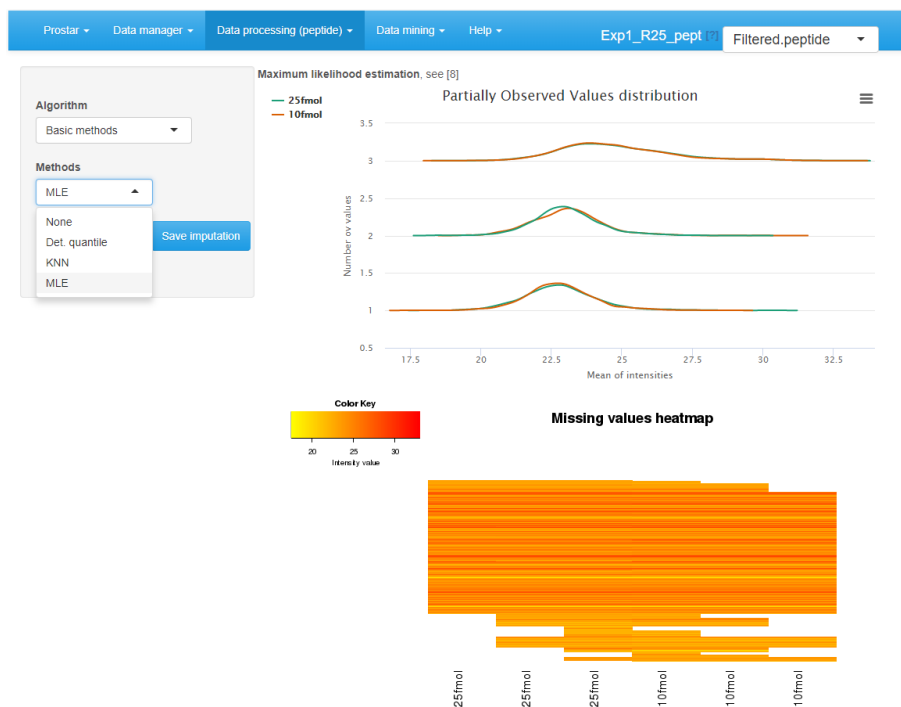 Prostar Data manager Data processing (peptide) Data mining Help Exp1_R25_pept [?] Filtered.peptide
Maximum likelihood estimation, see [8]
Algorithm
Basic methods
Methods
MLE
None
Det. quantile
KNN
MLE
Save imputation
25fmol
10fmol
Partially Observed Values distribution
Number ov values
3.5
3
2.5
2
1.5
1
0.5
17.5 20 22.5 25 27.5 30 32.5
Mean of intensities
Color Key
20 25 30
Intensity value
Missing values heatmap
25fmol 25fmol 25fmol 10fmol 10fmol 10fmol